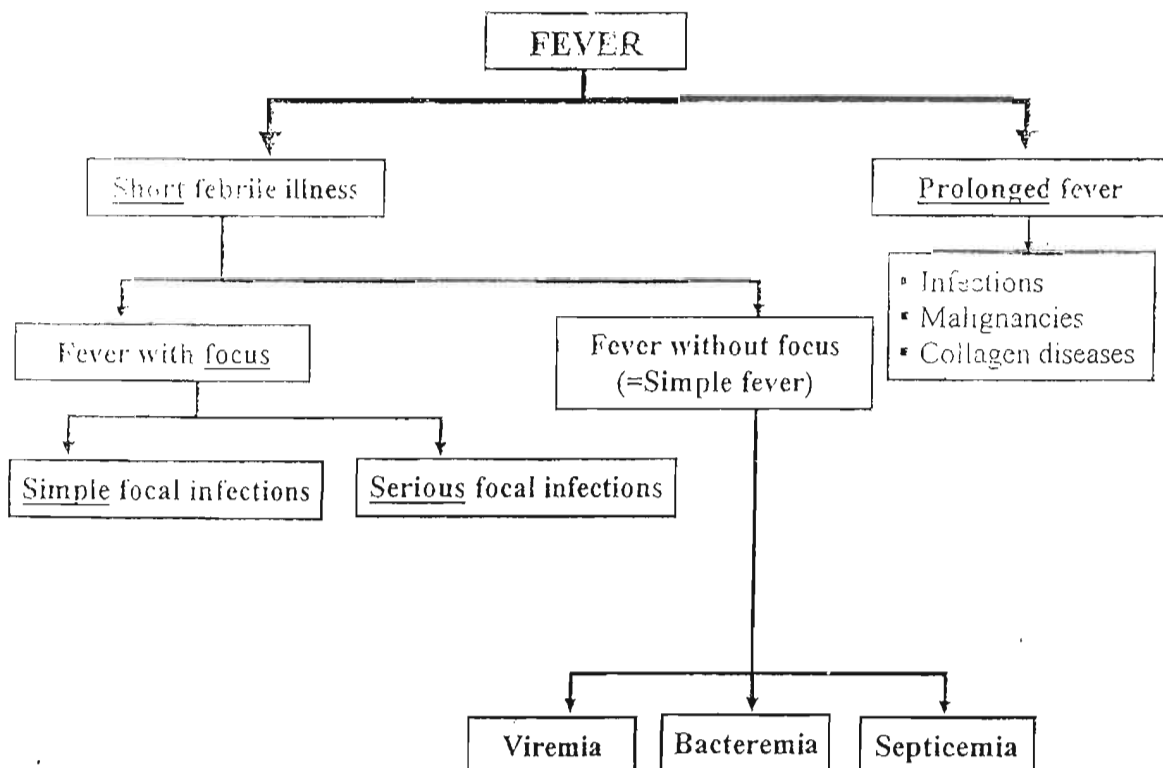 FEVER
Short febrile illness
Prolonged fever
▪ Infections
▪ Malignancies
▪ Collagen diseases
Fever with focus
Fever without focus
(=Simple fever)
Simple focal infections
Serious focal infections
Viremia
Bacteremia
Septicemia